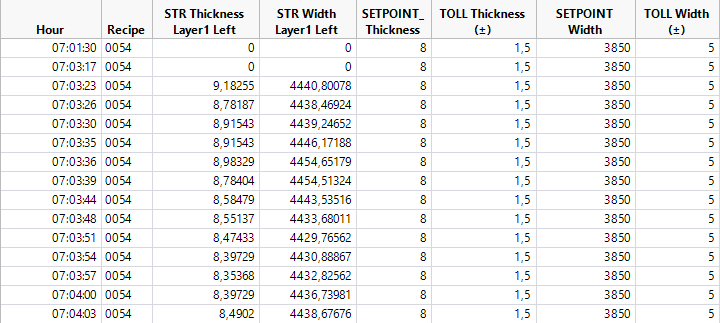 Hour Recipe STR Thickness Layer1 Left STR Width Layer1 Left SETPOINT_ Thickness TOLL Thickness (±) SETPOINT Width TOLL Width (±)
07:01:30 0054 0 0 8 1,5 3850 5
07:03:17 0054 0 0 8 1,5 3850 5
07:03:23 0054 9,18255 4440,80078 8 1,5 3850 5
07:03:26 0054 8,78187 4438,46924 8 1,5 3850 5
07:03:30 0054 8,91543 4439,24652 8 1,5 3850 5
07:03:35 0054 8,91543 4446,17188 8 1,5 3850 5
07:03:36 0054 8,98329 4454,65179 8 1,5 3850 5
07:03:39 0054 8,78404 4454,51324 8 1,5 3850 5
07:03:44 0054 8,58479 4443,53516 8 1,5 3850 5
07:03:48 0054 8,55137 4433,68011 8 1,5 3850 5
07:03:51 0054 8,47433 4429,76562 8 1,5 3850 5
07:03:54 0054 8,39729 4430,88867 8 1,5 3850 5
07:03:57 0054 8,35368 4432,82562 8 1,5 3850 5
07:04:00 0054 8,39729 4436,73981 8 1,5 3850 5
07:04:03 0054 8,4902 4438,67676 8 1,5 3850 5